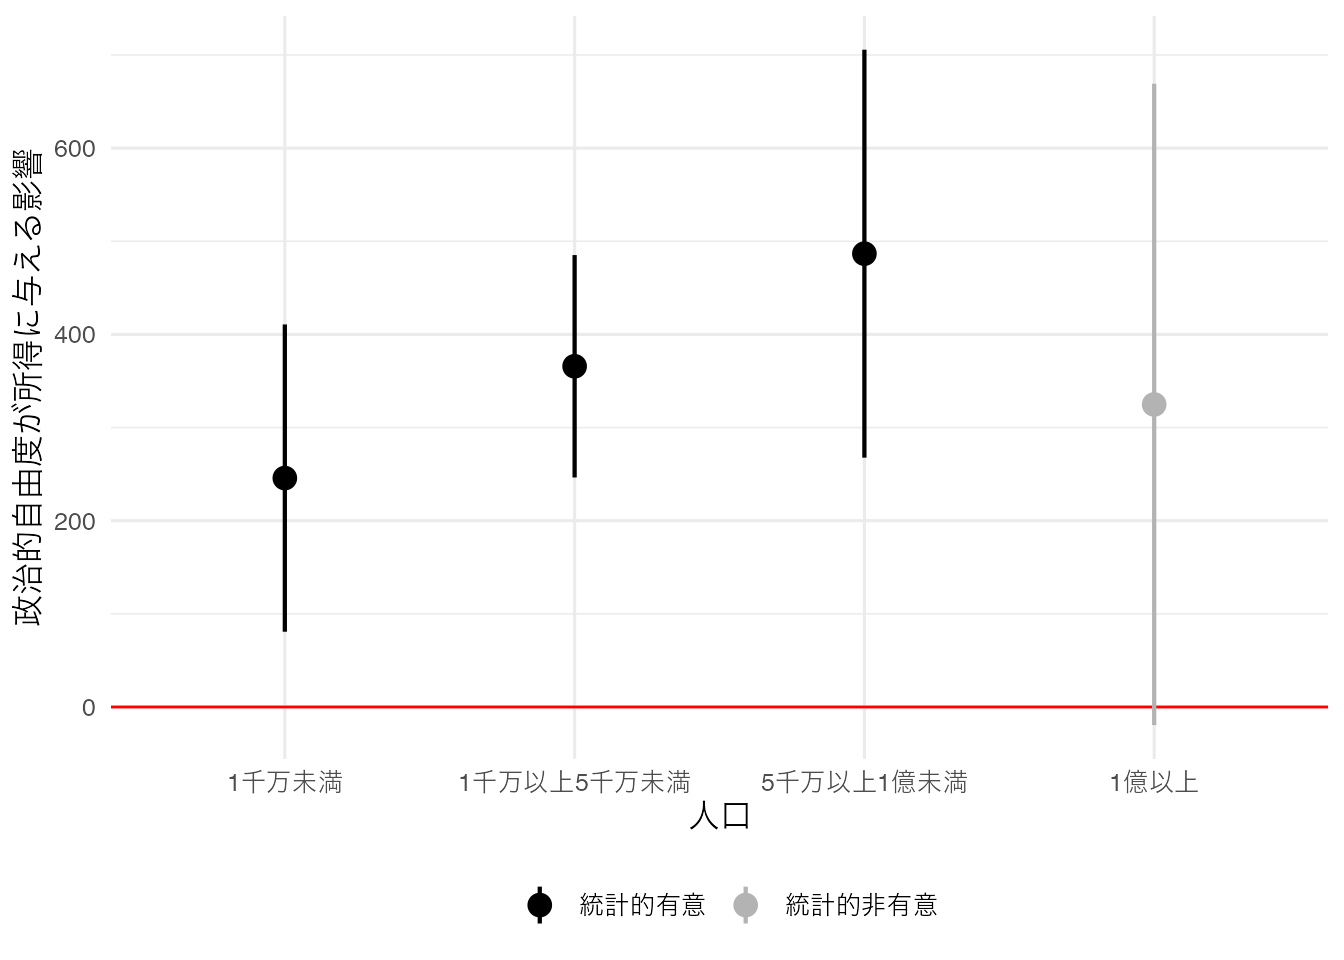 政治的自由度が所得に与える影響
600
400
200
0
1千万未満
1千万以上5千万未満
5千万以上1億未満
1億以上
人口
統計的有意
統計的非有意